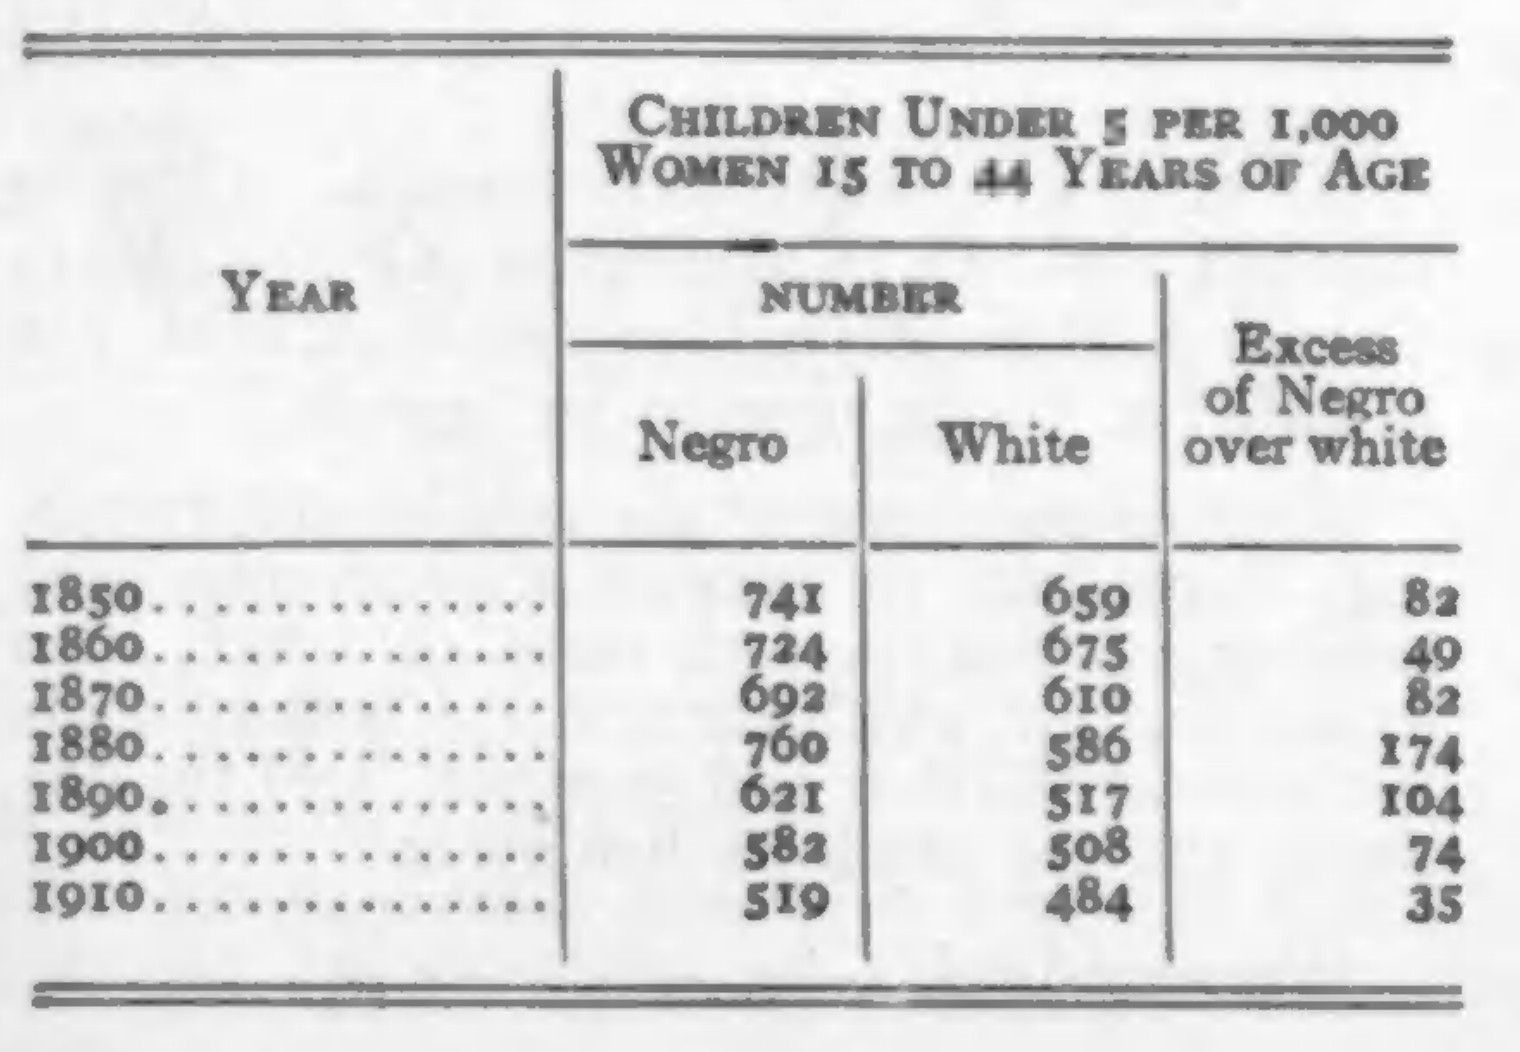 CHILDREN UNDER 5 PER 1,000
WOMEN 15 TO 44 YEARS OF AGE
YEAR
NUMBER
Excess
of Negro
over white
Negro
White
1850............... 741 659 82
1860............... 724 675 49
1870............... 692 610 82
1880............... 760 586 174
1890............... 621 517 104
1900............... 582 508 74
1910............... 519 484 35